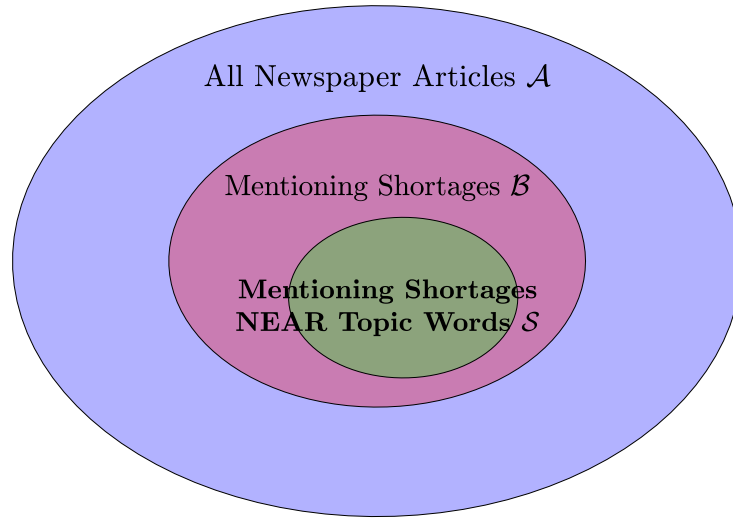 All Newspaper Articles 𝒜
Mentioning Shortages ℬ
Mentioning Shortages
NEAR Topic Words 𝒮